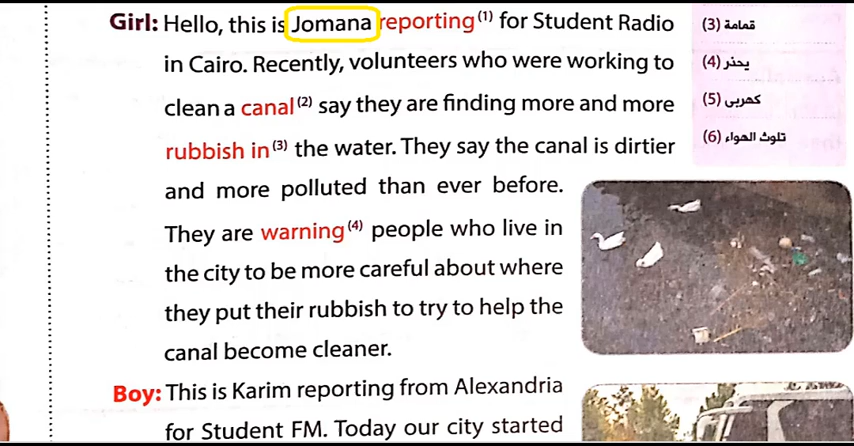 Girl: Hello, this is Jomana reporting(1) for Student Radio
in Cairo. Recently, volunteers who were working to
clean a canal(2) say they are finding more and more
rubbish in(3) the water. They say the canal is dirtier
and more polluted than ever before.
They are warning(4) people who live in
the city to be more careful about where
they put their rubbish to try to help the
canal become cleaner.
Boy: This is Karim reporting from Alexandria
for Student FM. Today our city started
(3) قمامة
(4) يحذر
(5) كهربى
(6) تلوث الهواء